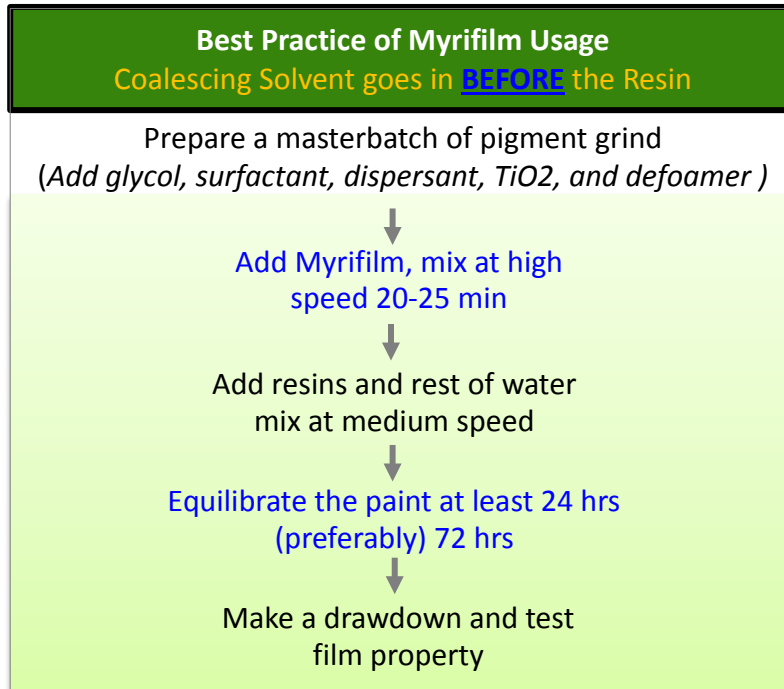 Best Practice of Myrifilm Usage
Coalescing Solvent goes in BEFORE the Resin
Prepare a masterbatch of pigment grind
(Add glycol, surfactant, dispersant, TiO2, and defoamer )
Add Myrifilm, mix at high
speed 20-25 min
Add resins and rest of water
mix at medium speed
Equilibrate the paint at least 24 hrs
(preferably) 72 hrs
Make a drawdown and test
film property